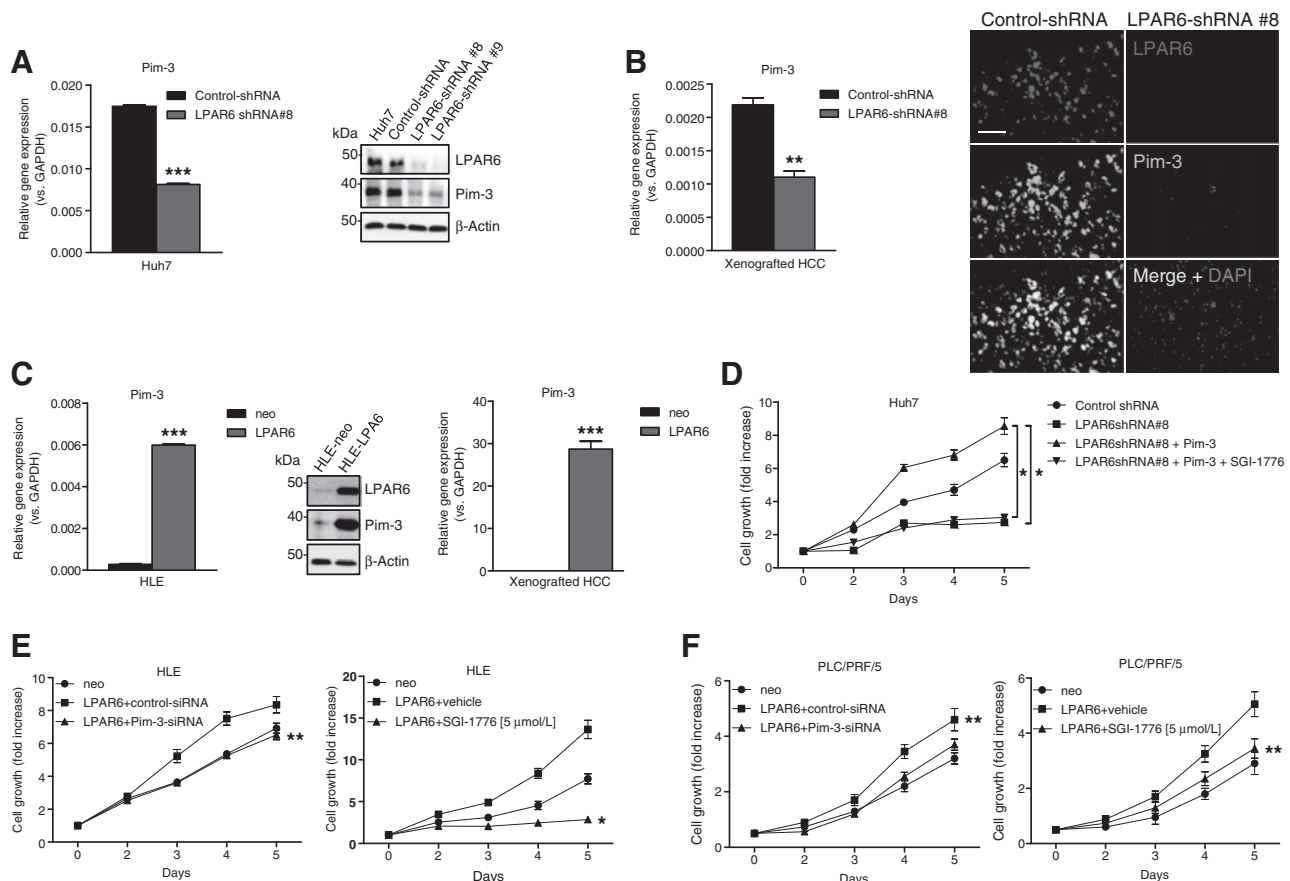 A
Pim-3
Control-shRNA
LPAR6 shRNA#8
Relative gene expression
(vs. GAPDH)
0.020
0.015
0.010
0.005
0.000
***
Huh7
kDa
Huh7
Control-shRNA
LPAR6-shRNA #8
LPAR6-shRNA #9
50
LPAR6
40
Pim-3
50
β-Actin
B
Pim-3
Control-shRNA
LPAR6-shRNA#8
Relative gene expression
(vs. GAPDH)
0.0025
0.0020
0.0015
0.0010
0.0005
0.0000
**
Xenografted HCC
Control-shRNA
LPAR6-shRNA #8
LPAR6
Pim-3
Merge + DAPI
C
Pim-3
neo
LPAR6
Relative gene expression
(vs. GAPDH)
0.008
0.006
0.004
0.002
0.000
***
HLE
kDa
HLE-neo
HLE-LPA6
50
LPAR6
40
Pim-3
50
β-Actin
Pim-3
neo
LPAR6
Relative gene expression
(vs. GAPDH)
40
30
20
10
0
***
Xenografted HCC
D
Huh7
Control shRNA
LPAR6shRNA#8
LPAR6shRNA#8 + Pim-3
LPAR6shRNA#8 + Pim-3 + SGI-1776
Cell growth (fold increase)
10
8
6
4
2
0
* *
0 2 3 4 5
Days
E
HLE
neo
LPAR6+control-siRNA
LPAR6+Pim-3-siRNA
Cell growth (fold increase)
10
8
6
4
2
0
**
0 2 3 4 5
Days
HLE
neo
LPAR6+vehicle
LPAR6+SGI-1776 [5 μmol/L]
Cell growth (fold increase)
20
15
10
5
0
*
0 2 3 4 5
Days
F
PLC/PRF/5
neo
LPAR6+control-siRNA
LPAR6+Pim-3-siRNA
Cell growth (fold increase)
6
4
2
0
**
0 2 3 4 5
Days
PLC/PRF/5
neo
LPAR6+vehicle
LPAR6+SGI-1776 [5 μmol/L]
Cell growth (fold increase)
6
4
2
0
**
0 2 3 4 5
Days